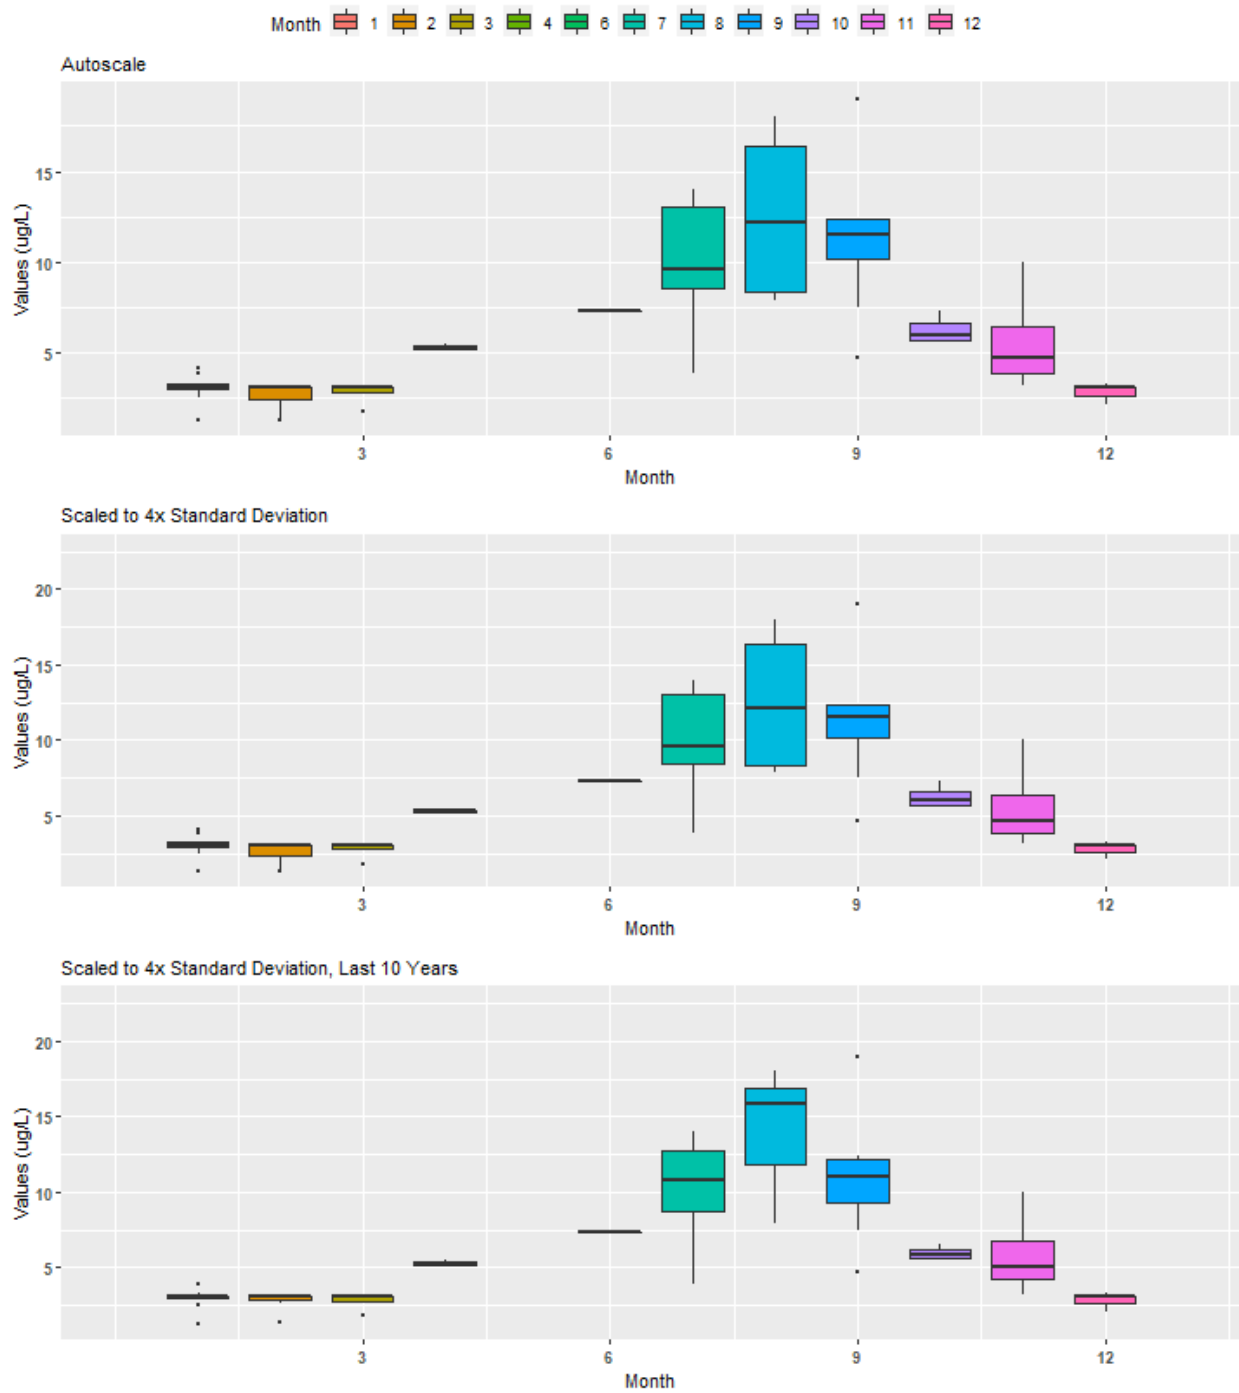 Month 1 2 3 4 6 7 8 9 10 11 12
Autoscale
Values (ug/L)
15
10
5
3 6 9 12
Month
Scaled to 4x Standard Deviation
Values (ug/L)
20
15
10
5
3 6 9 12
Month
Scaled to 4x Standard Deviation, Last 10 Years
Values (ug/L)
20
15
10
5
3 6 9 12
Month